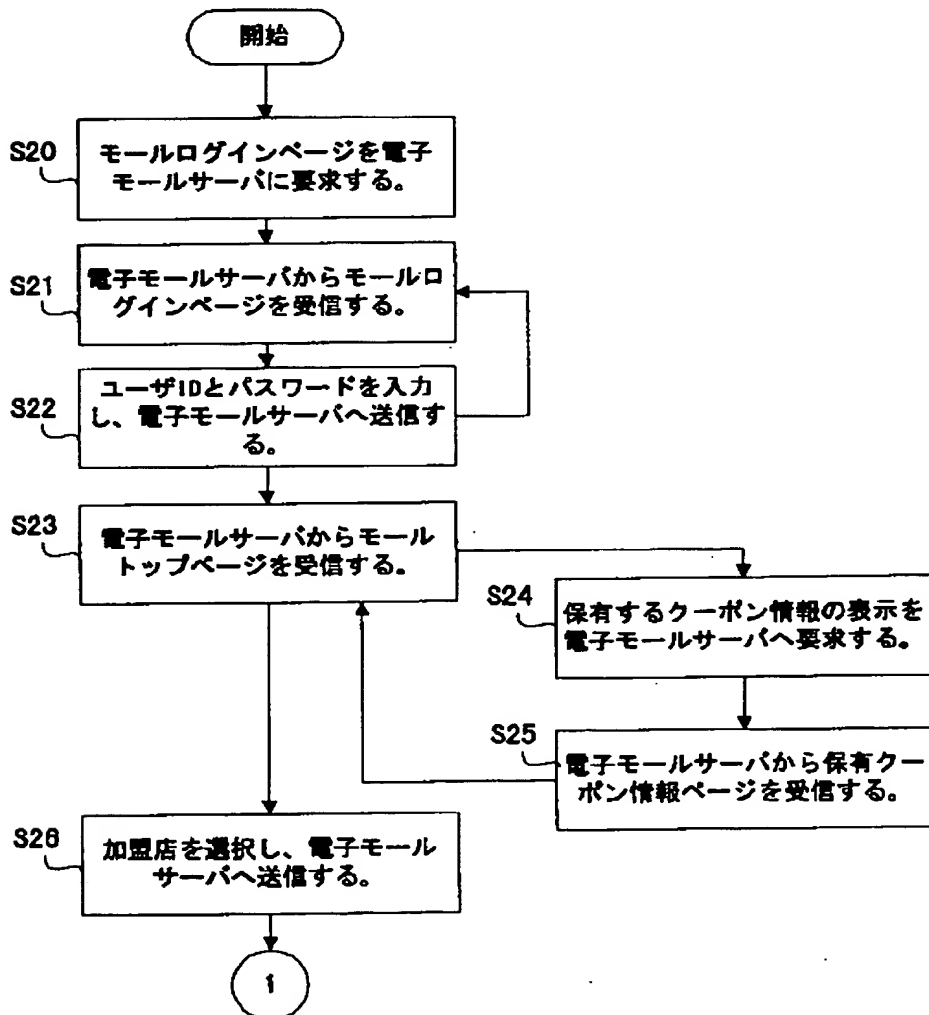 開始
S20
モールログインページを電子
モールサーバに要求する。
S21
電子モールサーバからモールロ
グインページを受信する。
S22
ユーザIDとパスワードを入力
し、電子モールサーバへ送信す
る。
S23
電子モールサーバからモール
トップページを受信する。
S24
保有するクーポン情報の表示を
電子モールサーバへ要求する。
S25
電子モールサーバから保有クー
ポン情報ページを受信する。
S26
加盟店を選択し、電子モール
サーバへ送信する。
1